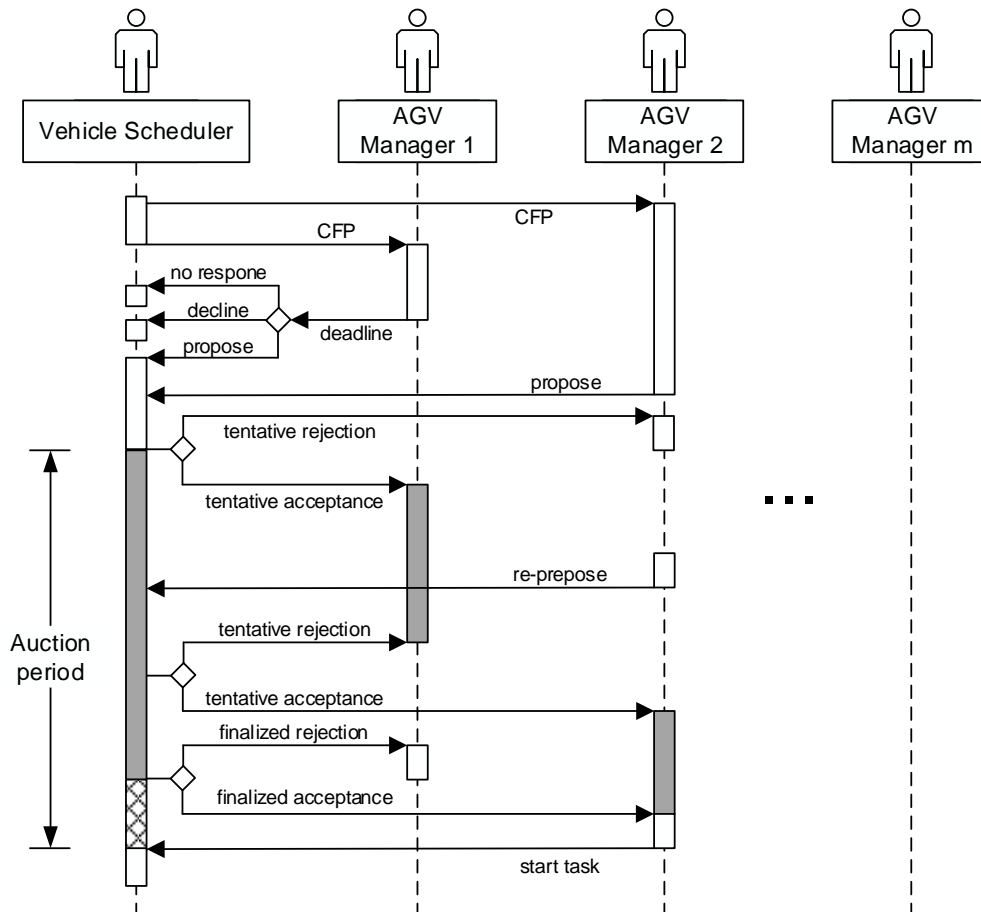 Vehicle Scheduler
AGV
Manager 1
AGV
Manager 2
AGV
Manager m
CFP
CFP
no respone
decline
deadline
propose
propose
tentative rejection
tentative acceptance
...
re-prepose
tentative rejection
Auction
period
tentative acceptance
finalized rejection
finalized acceptance
start task